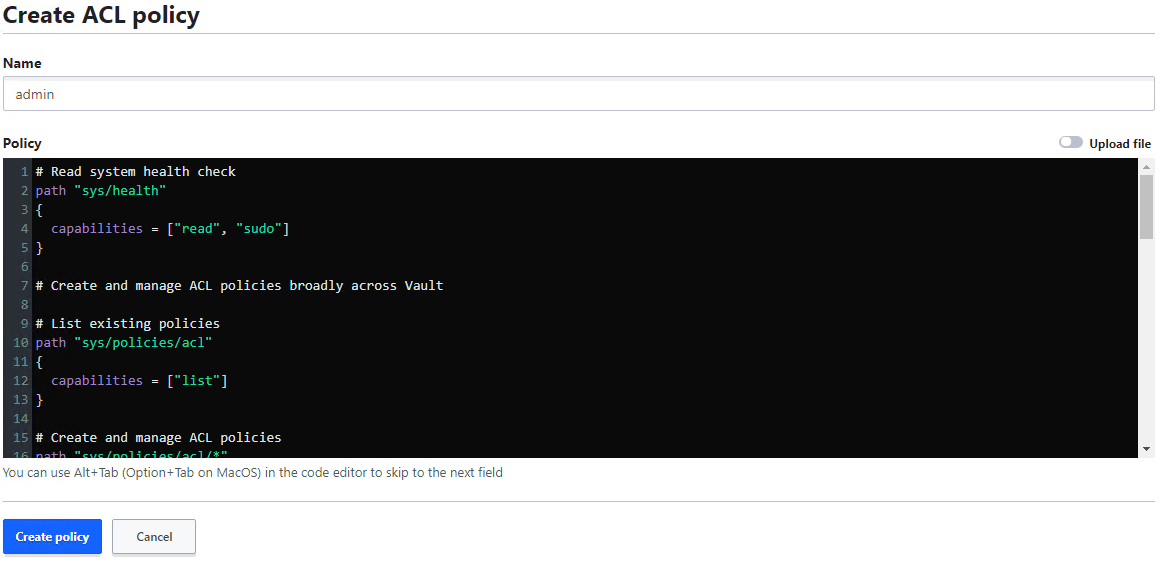 Create ACL policy
Name
admin
Policy
Upload file
1 # Read system health check
2 path "sys/health"
3 {
4   capabilities = ["read", "sudo"]
5 }
6
7 # Create and manage ACL policies broadly across Vault
8
9 # List existing policies
10 path "sys/policies/acl"
11 {
12   capabilities = ["list"]
13 }
14
15 # Create and manage ACL policies
16 path "sys/policies/acl/*"
You can use Alt+Tab (Option+Tab on MacOS) in the code editor to skip to the next field
Create policy
Cancel